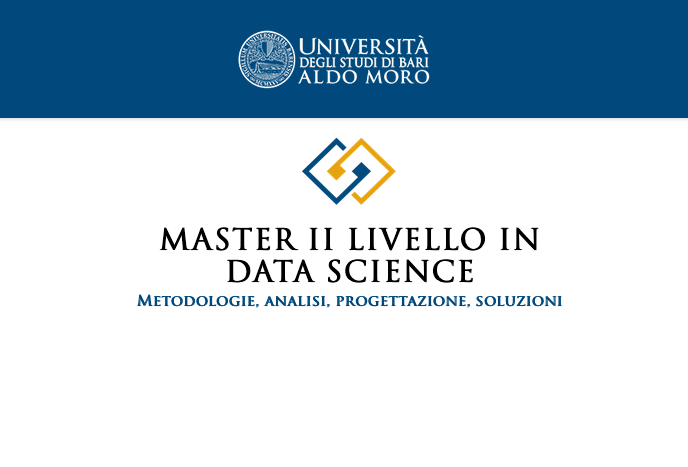 UNIVERSITÀ
DEGLI STUDI DI BARI
ALDO MORO
MASTER II LIVELLO IN
DATA SCIENCE
METODOLOGIE, ANALISI, PROGETTAZIONE, SOLUZIONI